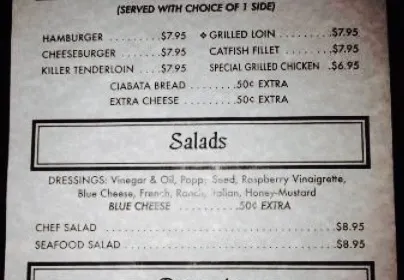 (SERVED WITH CHOICE OF 1 SIDE)
HAMBURGER ........$7.95 ❖GRILLED LOIN ........$7.95
CHEESEBURGER ......$7.95 CATFISH FILLET .......$7.95
KILLER TENDERLOIN ....$7.95 SPECIAL GRILLED CHICKEN .$6.95
CIABATA BREAD ........50¢ EXTRA
EXTRA CHEESE ........50¢ EXTRA
Salads
DRESSINGS: Vinegar & Oil, Poppy Seed, Raspberry Vinaigrette,
Blue Cheese, French, Ranch, Italian, Honey-Mustard
BLUE CHEESE ..........50¢ EXTRA
CHEF SALAD ........$8.95
SEAFOOD SALAD ........$8.95